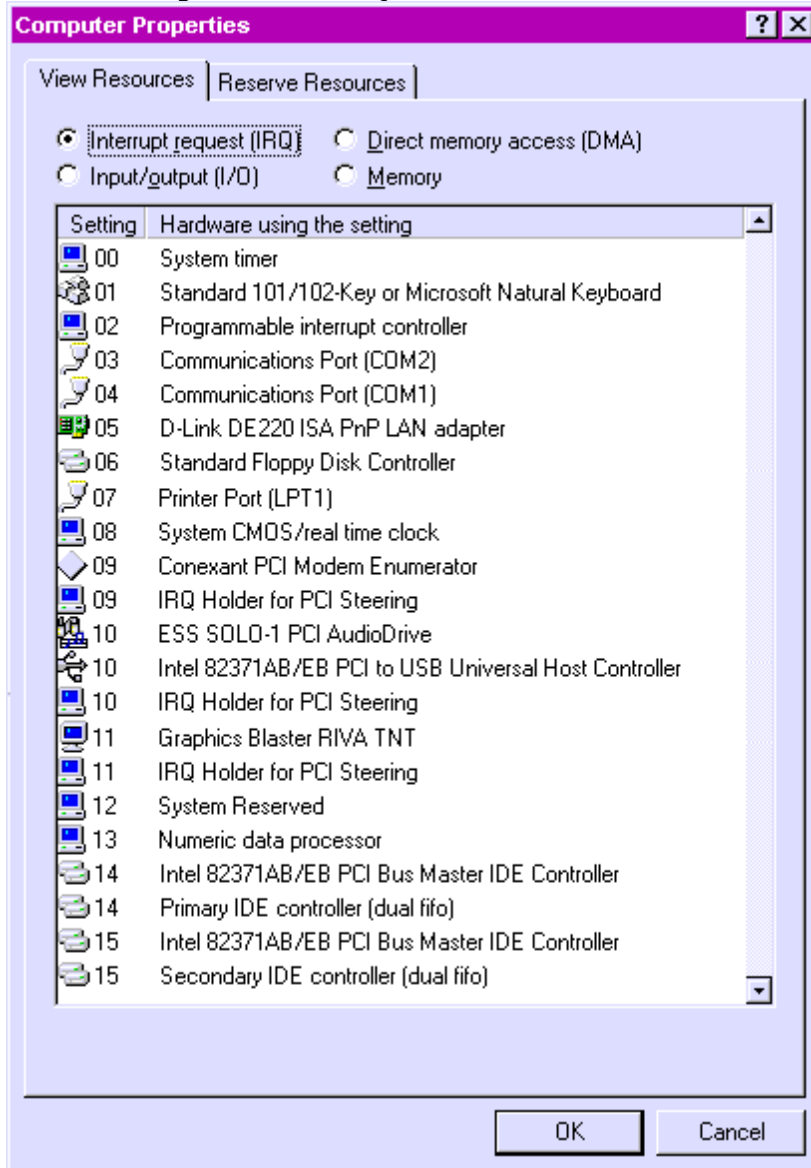 Computer Properties
View Resources Reserve Resources
Interrupt request (IRQ) Direct memory access (DMA)
Input/output (I/O) Memory
Setting Hardware using the setting
00 System timer
01 Standard 101/102-Key or Microsoft Natural Keyboard
02 Programmable interrupt controller
03 Communications Port (COM2)
04 Communications Port (COM1)
05 D-Link DE220 ISA PnP LAN adapter
06 Standard Floppy Disk Controller
07 Printer Port (LPT1)
08 System CMOS/real time clock
09 Conexant PCI Modem Enumerator
09 IRQ Holder for PCI Steering
10 ESS SOLO-1 PCI AudioDrive
10 Intel 82371AB/EB PCI to USB Universal Host Controller
10 IRQ Holder for PCI Steering
11 Graphics Blaster RIVA TNT
11 IRQ Holder for PCI Steering
12 System Reserved
13 Numeric data processor
14 Intel 82371AB/EB PCI Bus Master IDE Controller
14 Primary IDE controller (dual fifo)
15 Intel 82371AB/EB PCI Bus Master IDE Controller
15 Secondary IDE controller (dual fifo)
OK Cancel